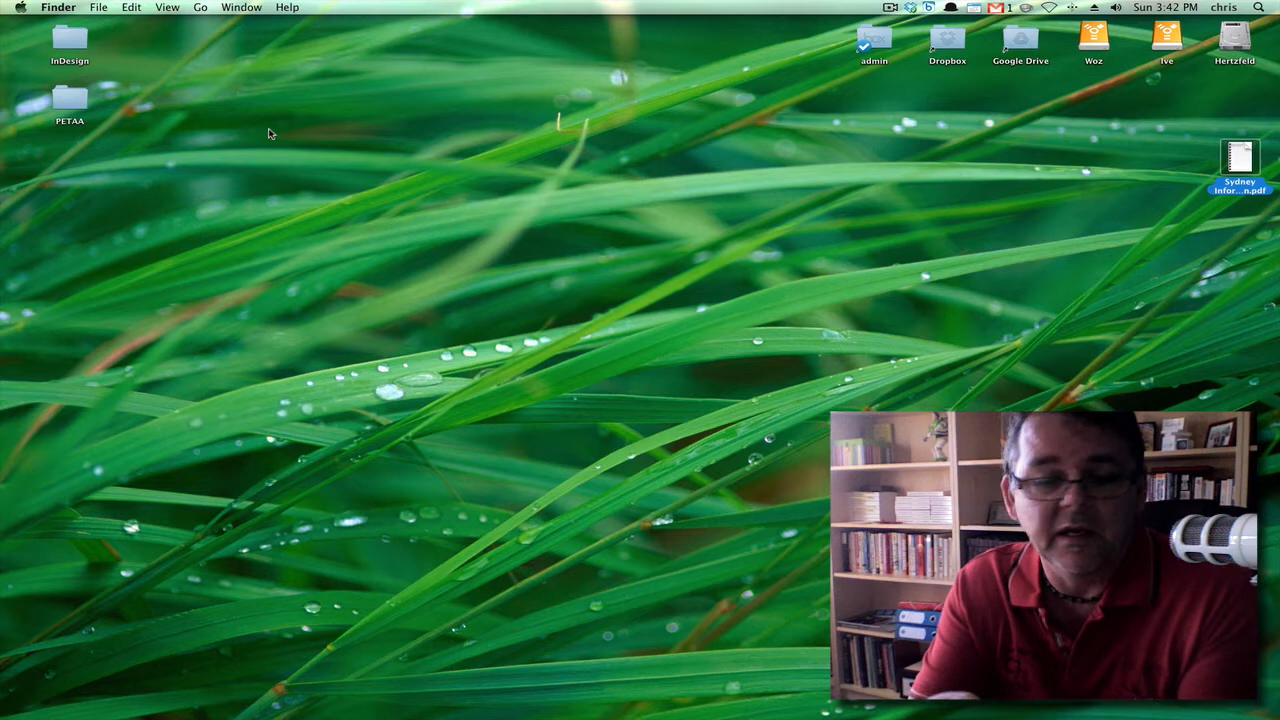 Finder File Edit View Go Window Help 1 Sun 3:42 PM chris
InDesign
admin Dropbox Google Drive Woz Ive Hertzfeld
PETAA
Sydney
Infor...n.pdf